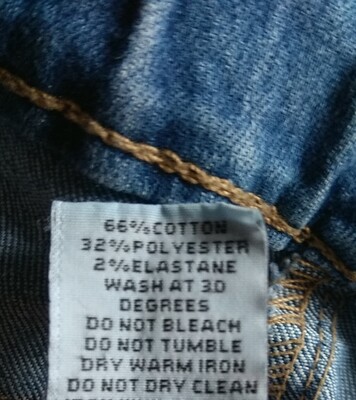 66%COTTON
32%POLYESTER
2%ELASTANE
WASH AT 30
DEGREES
DO NOT BLEACH
DO NOT TUMBLE
DRY WARM IRON
DO NOT DRY CLEAN